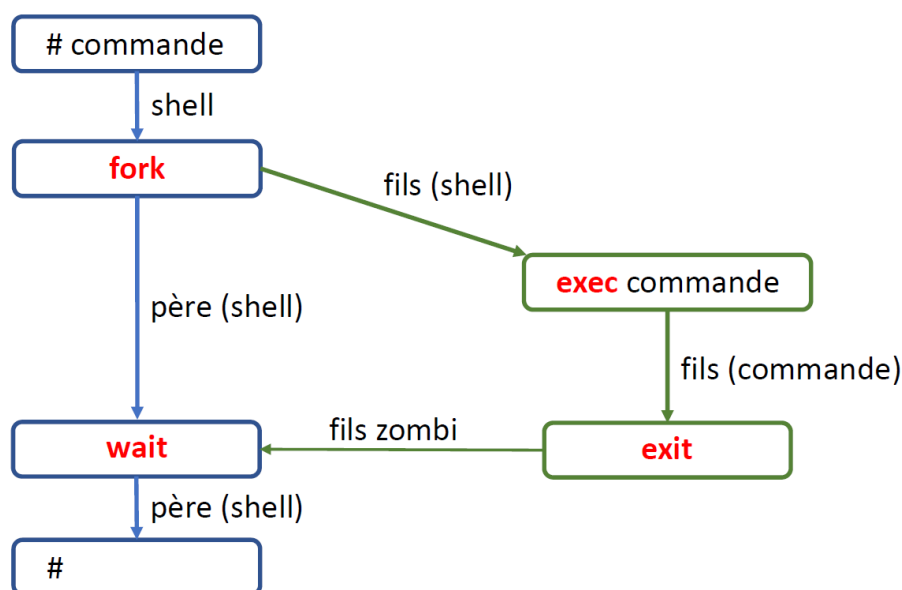 # commande
shell
fork
fils (shell)
exec commande
père (shell)
fils (commande)
wait
fils zombi
exit
père (shell)
#